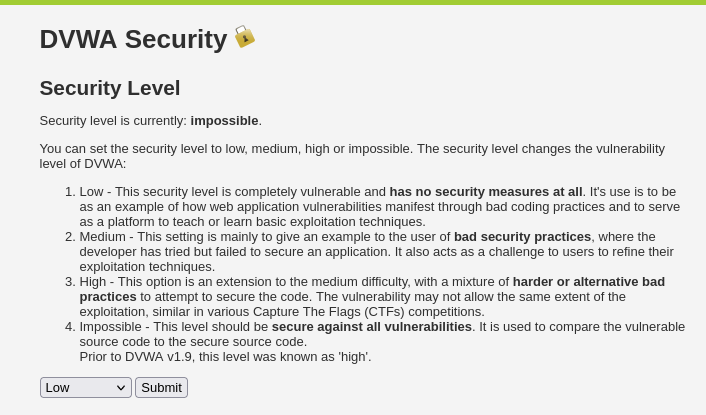 DVWA Security
Security Level
Security level is currently: impossible.
You can set the security level to low, medium, high or impossible. The security level changes the vulnerability
level of DVWA:
1. Low - This security level is completely vulnerable and has no security measures at all. It's use is to be
as an example of how web application vulnerabilities manifest through bad coding practices and to serve
as a platform to teach or learn basic exploitation techniques.
2. Medium - This setting is mainly to give an example to the user of bad security practices, where the
developer has tried but failed to secure an application. It also acts as a challenge to users to refine their
exploitation techniques.
3. High - This option is an extension to the medium difficulty, with a mixture of harder or alternative bad
practices to attempt to secure the code. The vulnerability may not allow the same extent of the
exploitation, similar in various Capture The Flags (CTFs) competitions.
4. Impossible - This level should be secure against all vulnerabilities. It is used to compare the vulnerable
source code to the secure source code.
Prior to DVWA v1.9, this level was known as 'high'.
Low Submit